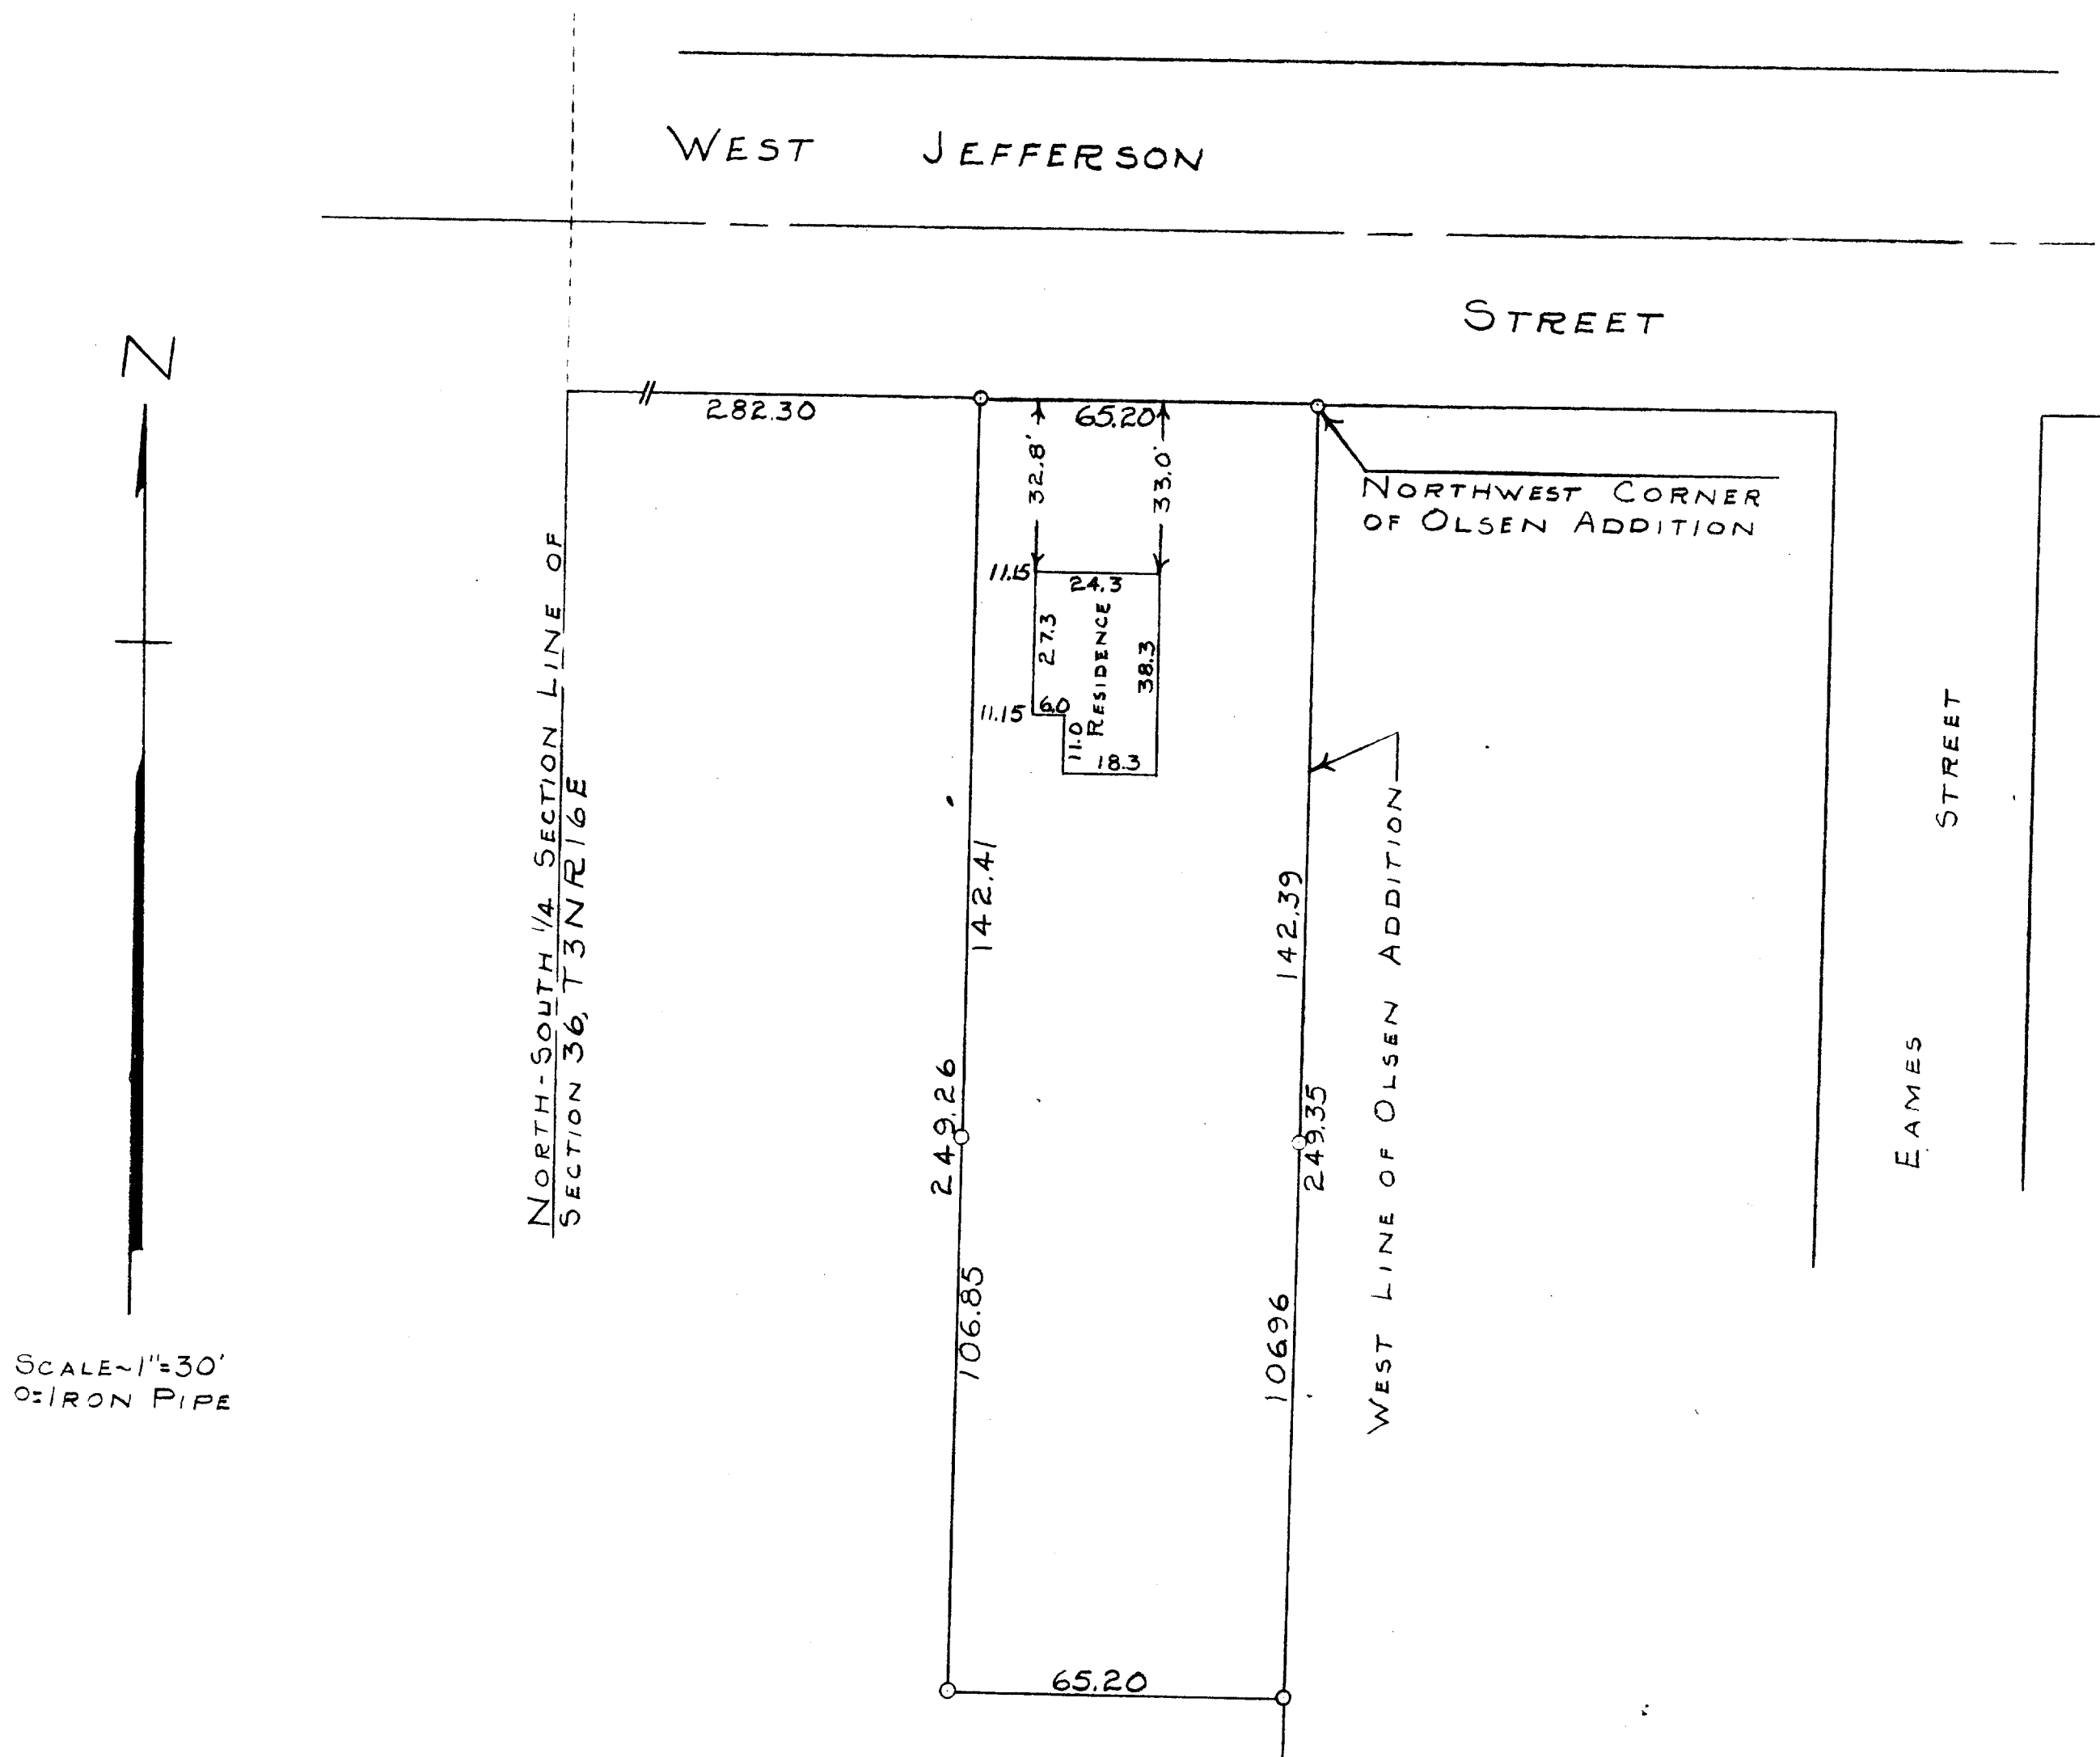 WEST JEFFERSON
STREET
N
282.30
65.20
32.8'
33.0'
NORTHWEST CORNER
OF OLSEN ADDITION
11.15
24.3
27.3
RESIDENCE
38.3
11.15
6.0
11.0
18.3
NORTH-SOUTH 1/4 SECTION LINE OF
SECTION 36, T3NR16E
142.41
142.39
249.26
249.35
WEST LINE OF OLSEN ADDITION
EAMES STREET
106.85
106.96
SCALE~1"=30'
O=IRON PIPE
65.20